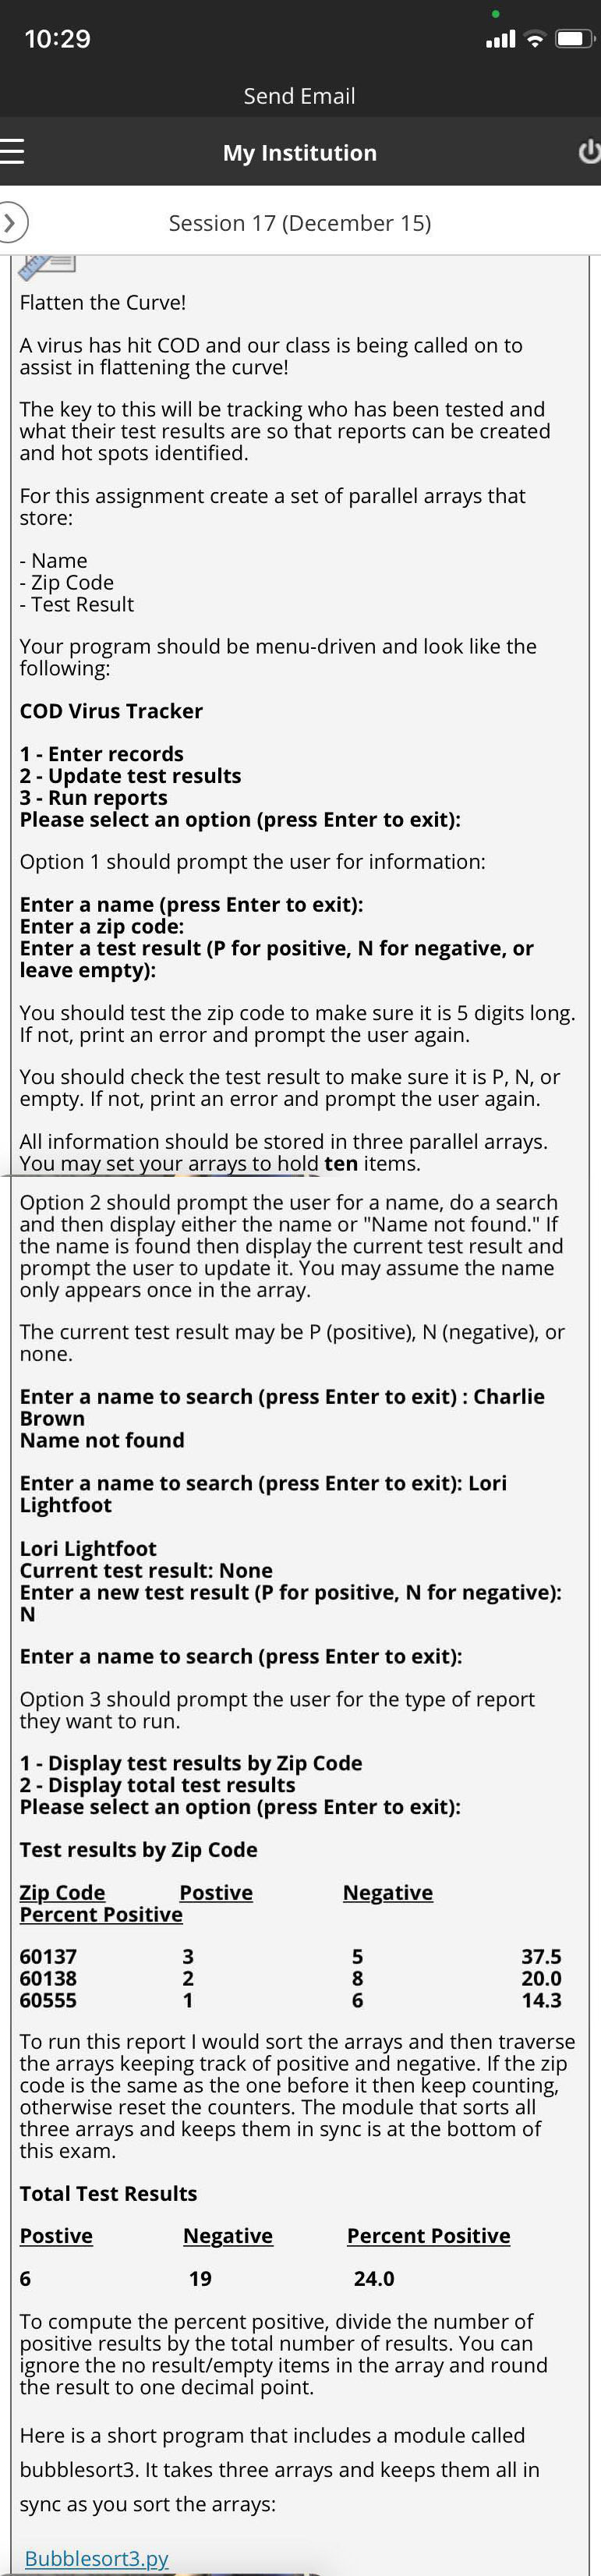 10:29
Send Email
My Institution
Session 17 (December 15)
Flatten the Curve!
A virus has hit COD and our class is being called on to
assist in flattening the curve!
The key to this will be tracking who has been tested and
what their test results are so that reports can be created
and hot spots identified.
For this assignment create a set of parallel arrays that
store:
- Name
- Zip Code
- Test Result
Your program should be menu-driven and look like the
following:
COD Virus Tracker
1 - Enter records
2 - Update test results
3 - Run reports
Please select an option (press Enter to exit):
Option 1 should prompt the user for information:
Enter a name (press Enter to exit):
Enter a zip code:
Enter a test result (P for positive, N for negative, or
leave empty):
You should test the zip code to make sure it is 5 digits long.
If not, print an error and prompt the user again.
You should check the test result to make sure it is P, N, or
empty. If not, print an error and prompt the user again.
All information should be stored in three parallel arrays.
You may set your arrays to hold ten items.
Option 2 should prompt the user for a name, do a search
and then display either the name or "Name not found." If
the name is found then display the current test result and
prompt the user to update it. You may assume the name
only appears once in the array.
The current test result may be P (positive), N (negative), or
none.
Enter a name to search (press Enter to exit) : Charlie
Brown
Name not found
Enter a name to search (press Enter to exit): Lori
Lightfoot
Lori Lightfoot
Current test result: None
Enter a new test result (P for positive, N for negative):
N
Enter a name to search (press Enter to exit):
Option 3 should prompt the user for the type of report
they want to run.
1 - Display test results by Zip Code
2 - Display total test results
Please select an option (press Enter to exit):
Test results by Zip Code
Zip Code Postive Negative
Percent Positive
60137 3 5 37.5
60138 2 8 20.0
60555 1 6 14.3
To run this report I would sort the arrays and then traverse
the arrays keeping track of positive and negative. If the zip
code is the same as the one before it then keep counting,
otherwise reset the counters. The module that sorts all
three arrays and keeps them in sync is at the bottom of
this exam.
Total Test Results
Postive Negative Percent Positive
6 19 24.0
To compute the percent positive, divide the number of
positive results by the total number of results. You can
ignore the no result/empty items in the array and round
the result to one decimal point.
Here is a short program that includes a module called
bubblesort3. It takes three arrays and keeps them all in
sync as you sort the arrays:
Bubblesort3.py